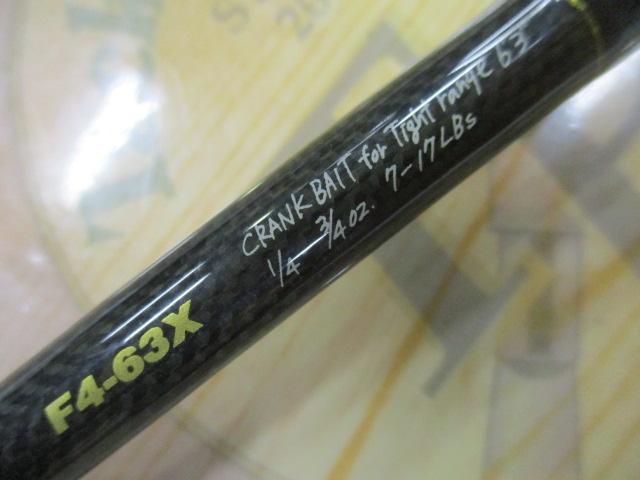 CRANK BAIT for Tight range 63
1/4 3/4 oz. 7-17 LBs
F4-63X